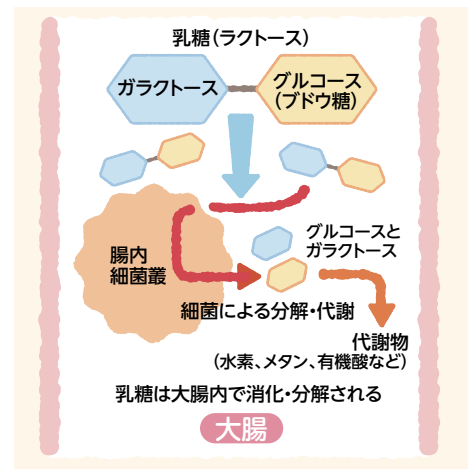 乳糖（ラクトース）
ガラクトース
グルコース
（ブドウ糖）
腸内
細菌叢
グルコースと
ガラクトース
細菌による分解・代謝
代謝物
（水素、メタン、有機酸など）
乳糖は大腸内で消化・分解される
大腸